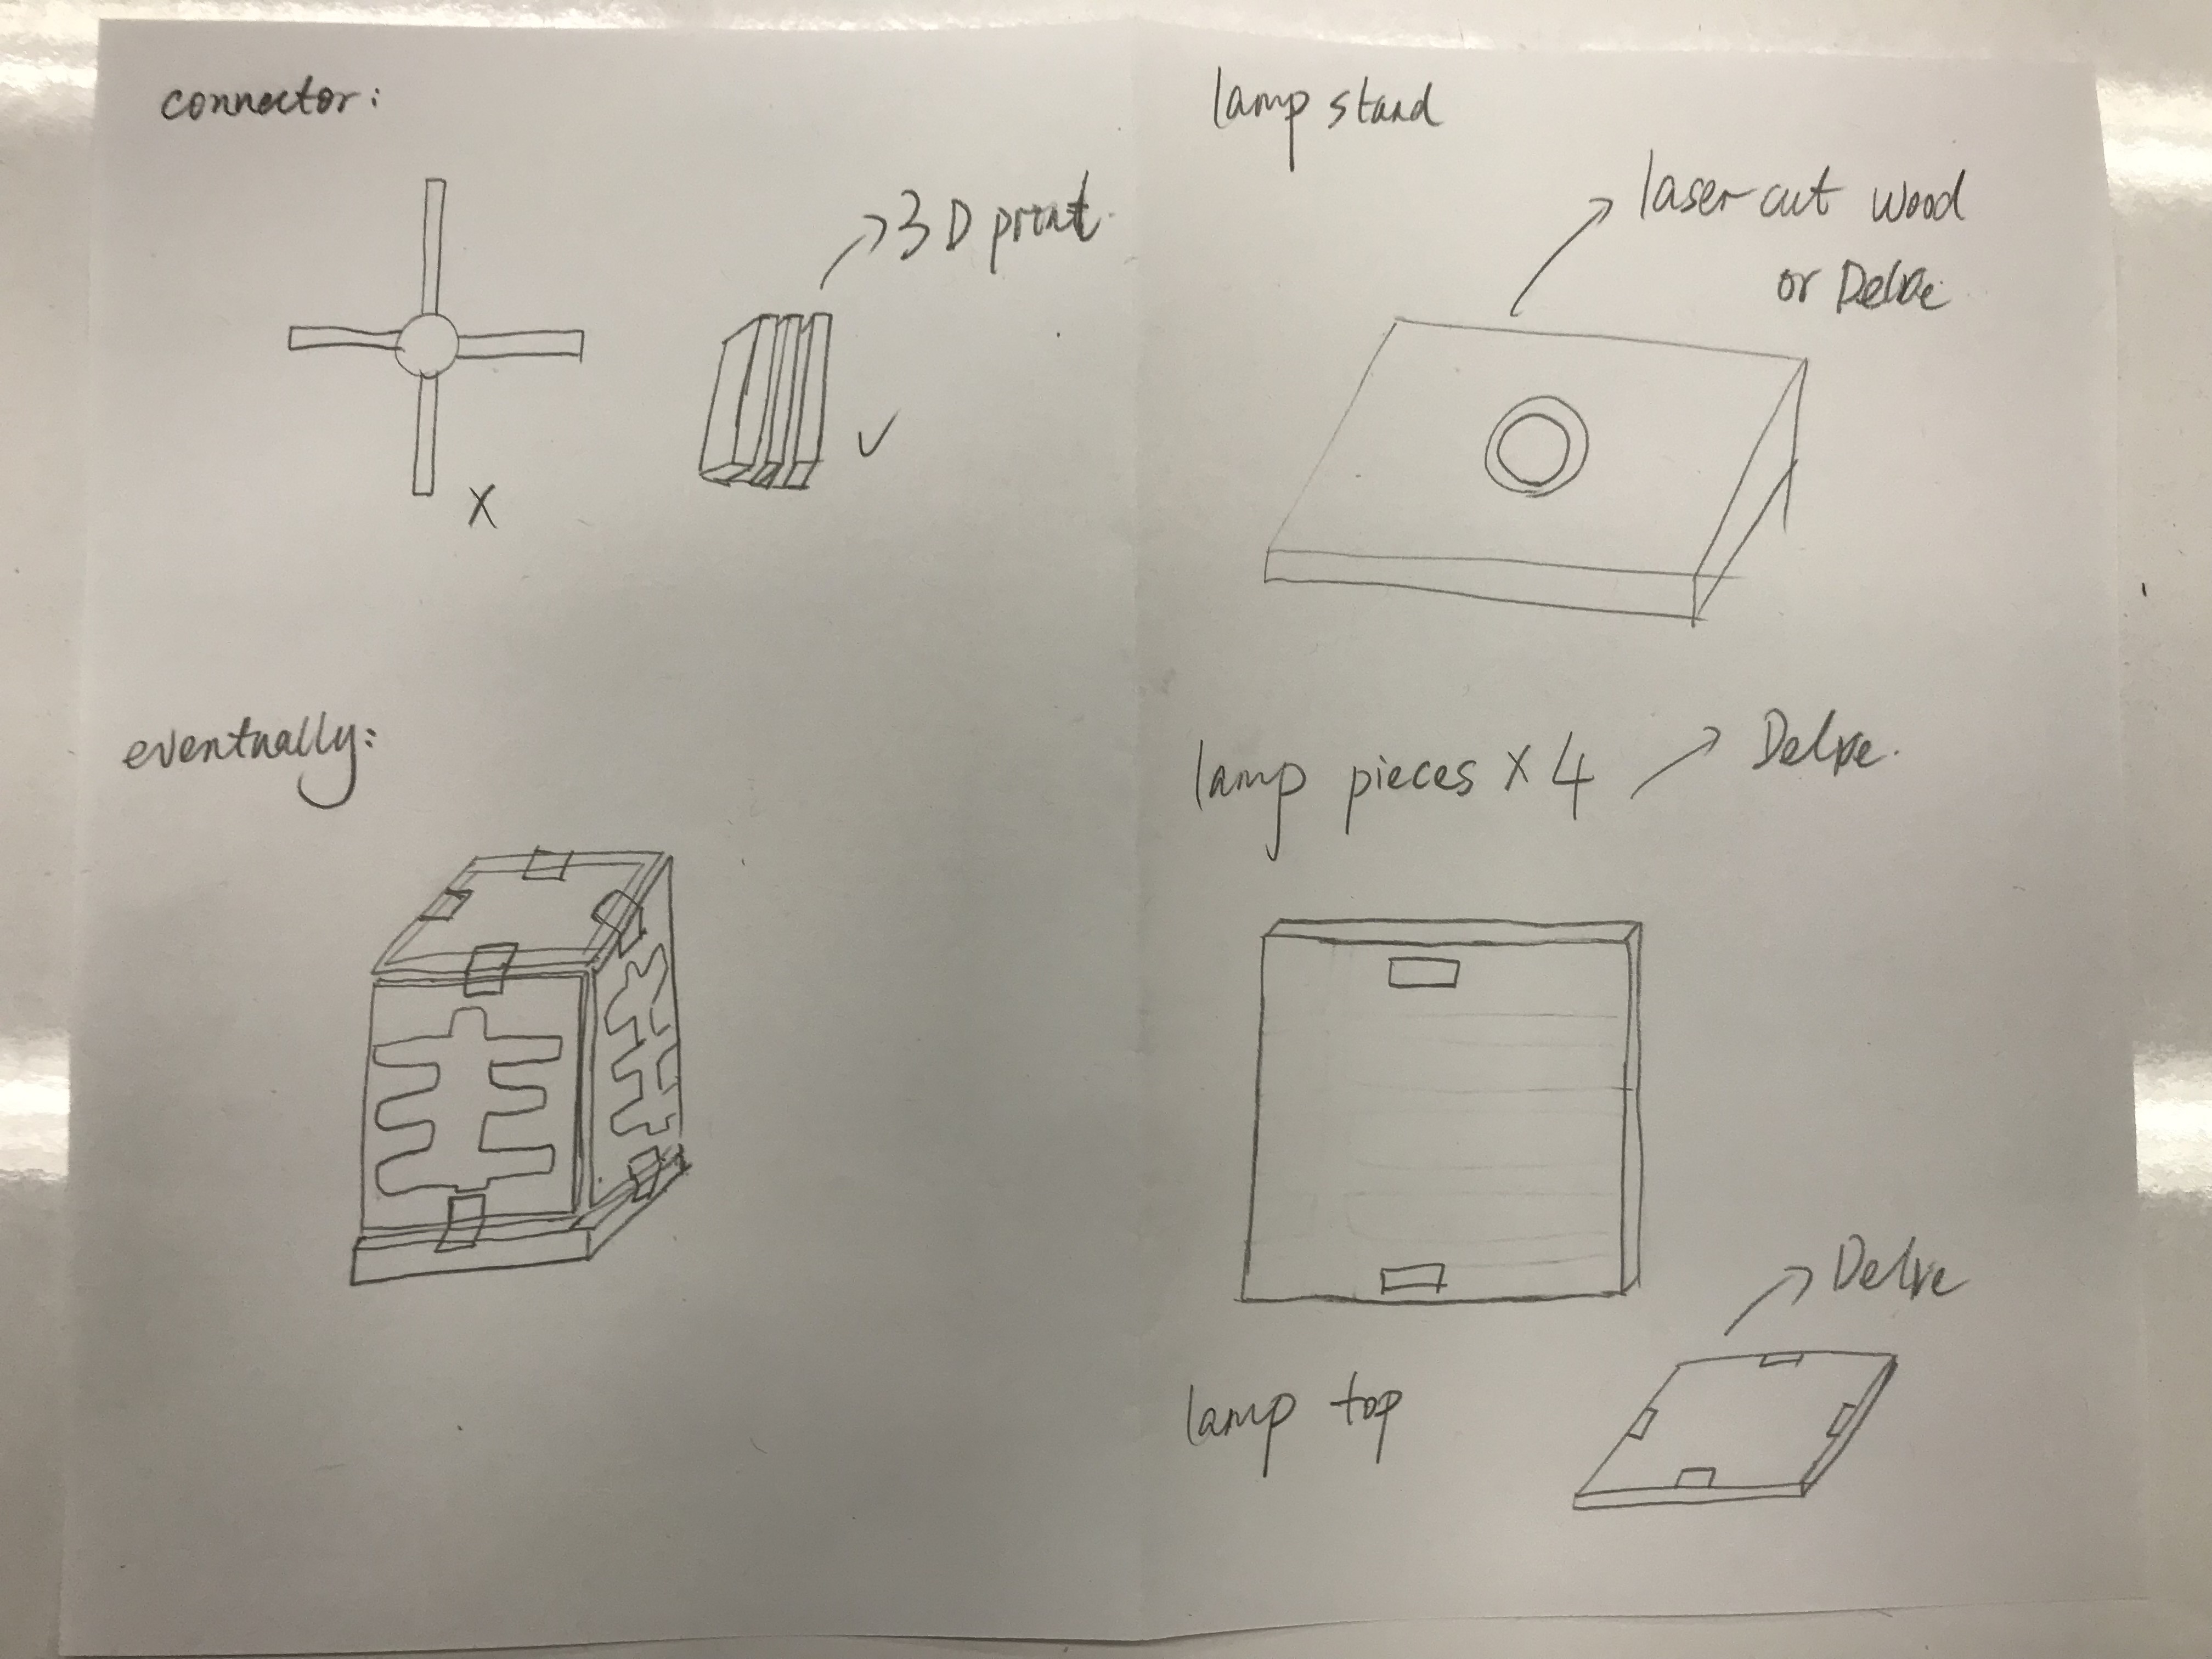 connector:
3D print.
X
✓
eventually:
lamp stand
laser cut wood
or Delve
lamp pieces X 4
Delve.
Delve
lamp top